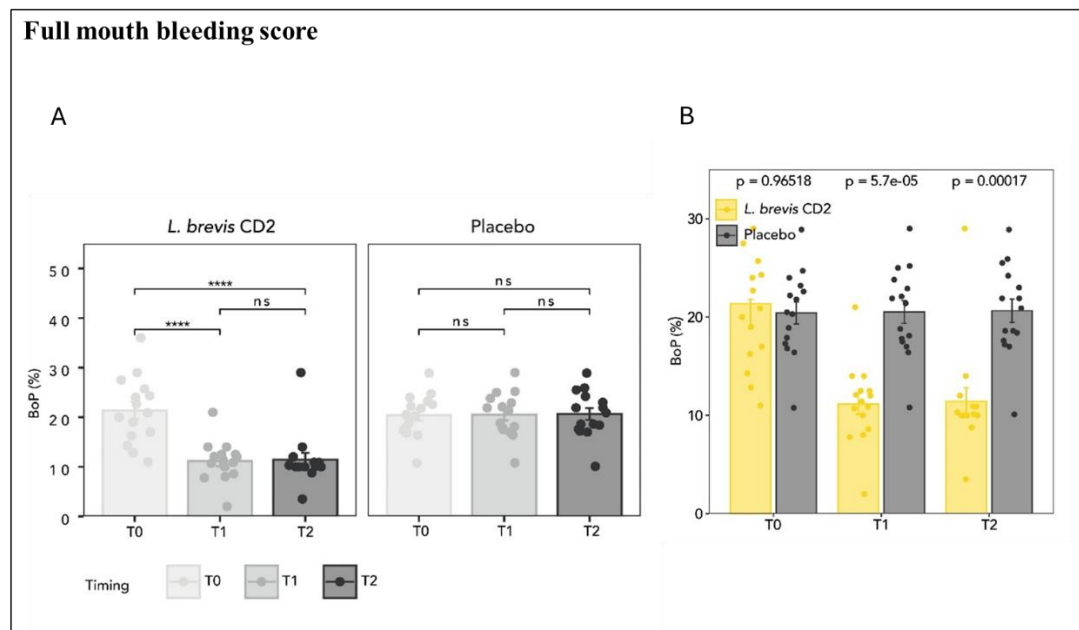 Full mouth bleeding score
A
L. brevis CD2
Placebo
BoP (%)
50
40
30
20
10
0
****
ns
****
ns
ns
ns
T0
T1
T2
T0
T1
T2
Timing
T0
T1
T2
B
p = 0.96518
p = 5.7e-05
p = 0.00017
L. brevis CD2
Placebo
BoP (%)
30
20
10
0
T0
T1
T2